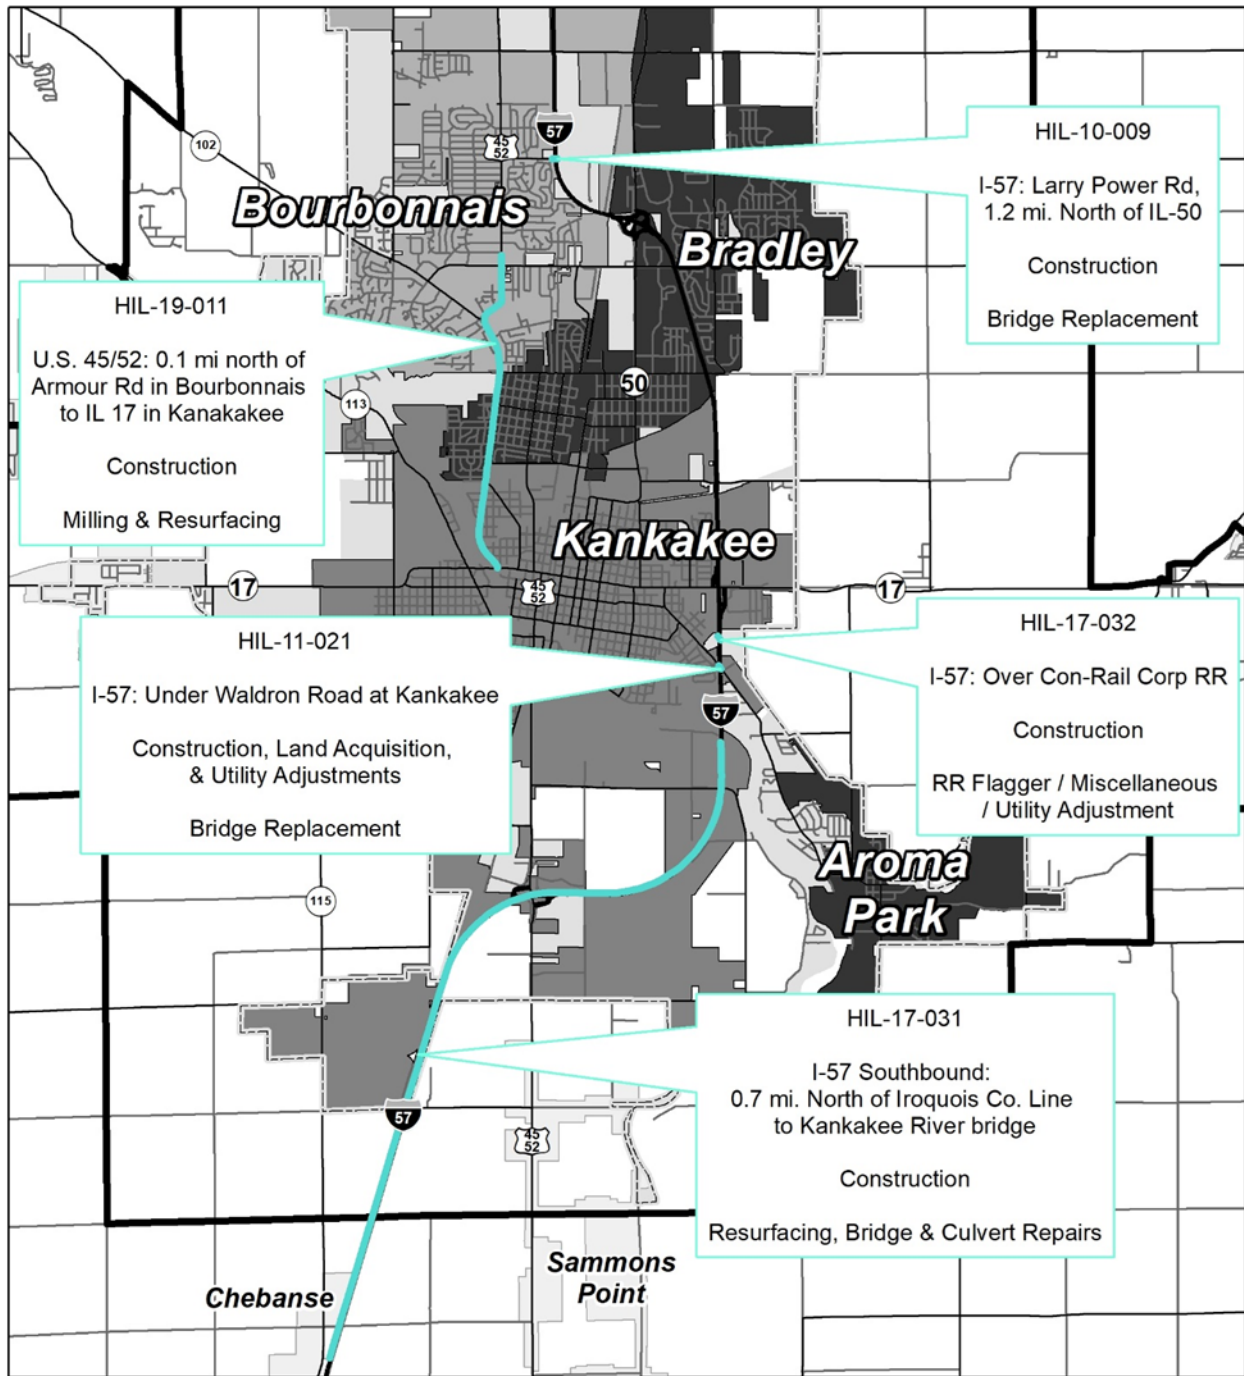 45
52
57
102
Bourbonnais
Bradley
HIL-10-009
I-57: Larry Power Rd,
1.2 mi. North of IL-50
Construction
Bridge Replacement
HIL-19-011
U.S. 45/52: 0.1 mi north of
Armour Rd in Bourbonnais
to IL 17 in Kanakakee
Construction
Milling & Resurfacing
113
50
Kankakee
17
45
52
17
HIL-11-021
I-57: Under Waldron Road at Kankakee
Construction, Land Acquisition,
& Utility Adjustments
Bridge Replacement
HIL-17-032
I-57: Over Con-Rail Corp RR
Construction
RR Flagger / Miscellaneous
/ Utility Adjustment
57
Aroma
Park
115
HIL-17-031
I-57 Southbound:
0.7 mi. North of Iroquois Co. Line
to Kankakee River bridge
Construction
Resurfacing, Bridge & Culvert Repairs
57
45
52
Sammons
Point
Chebanse